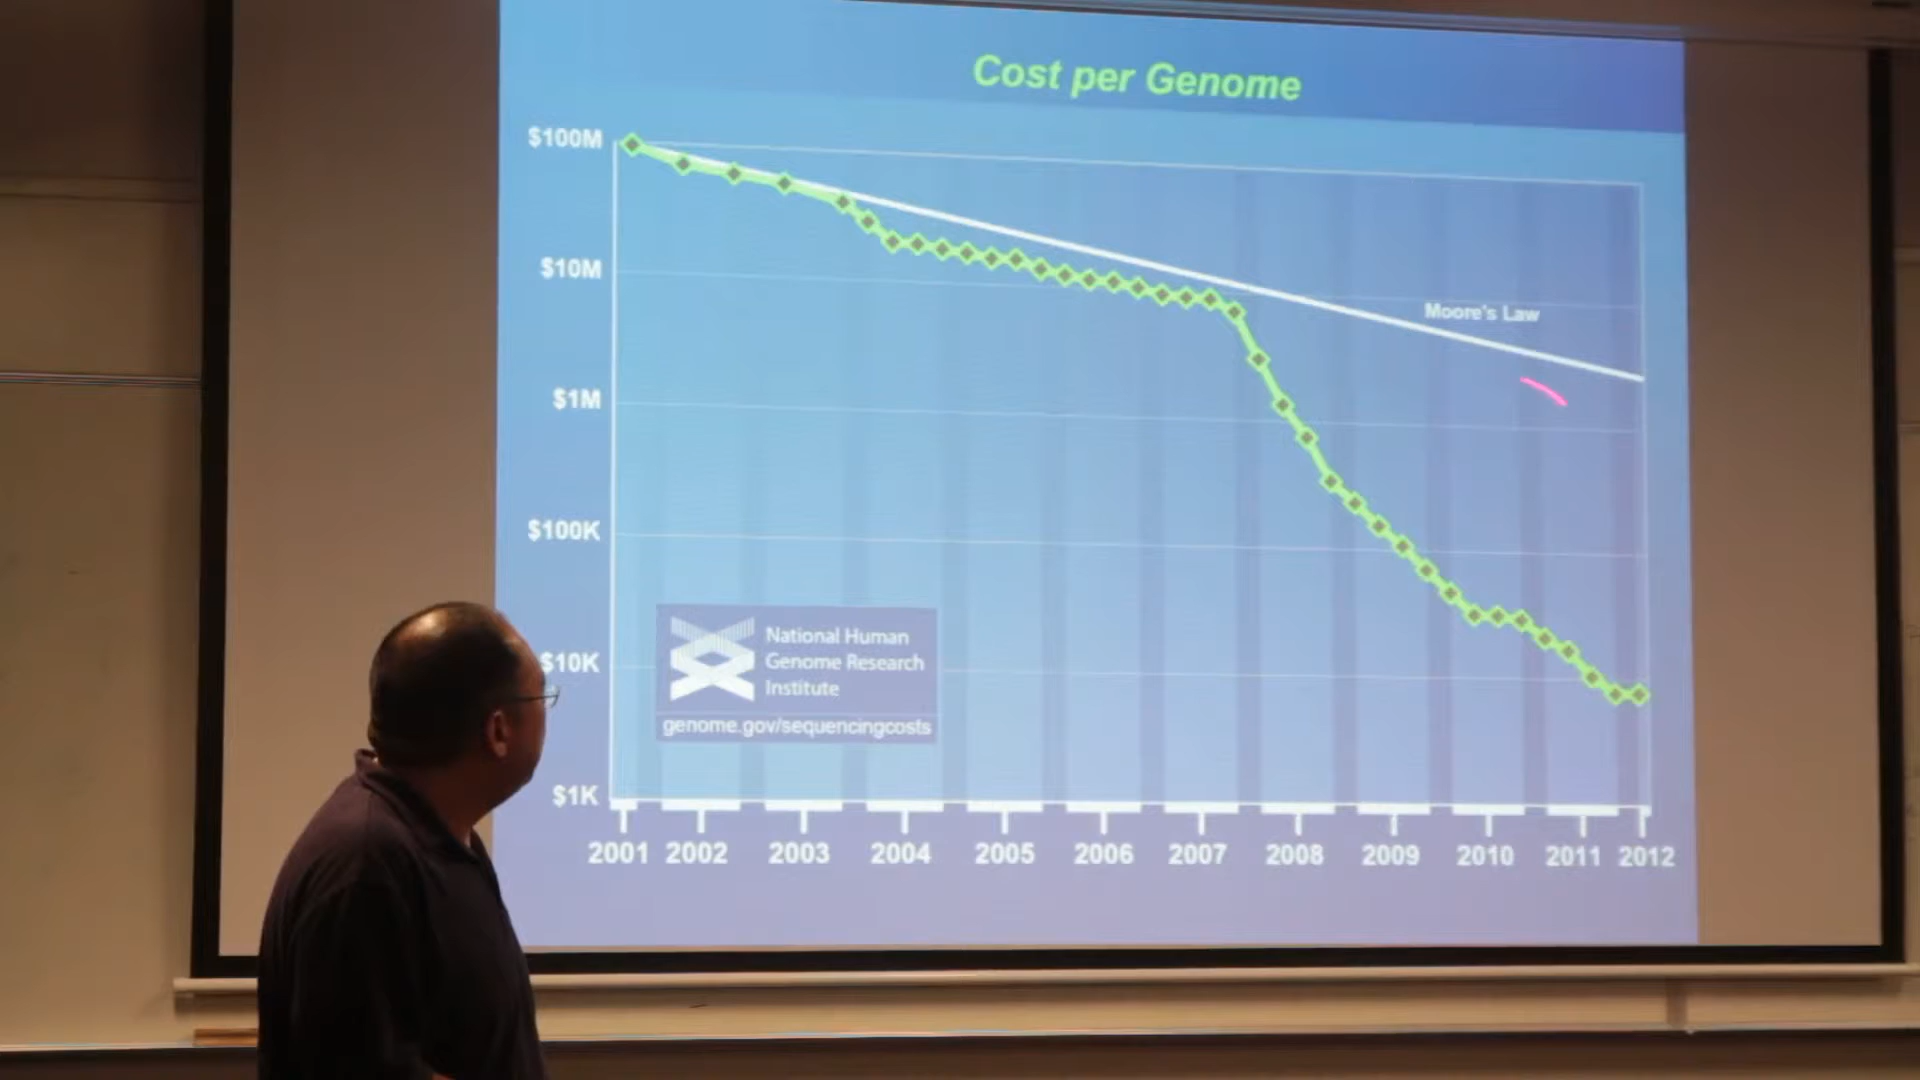 Cost per Genome
$100M
$10M
$1M
$100K
$10K
$1K
Moore's Law
National Human
Genome Research
Institute
genome.gov/sequencingcosts
2001 2002 2003 2004 2005 2006 2007 2008 2009 2010 2011 2012